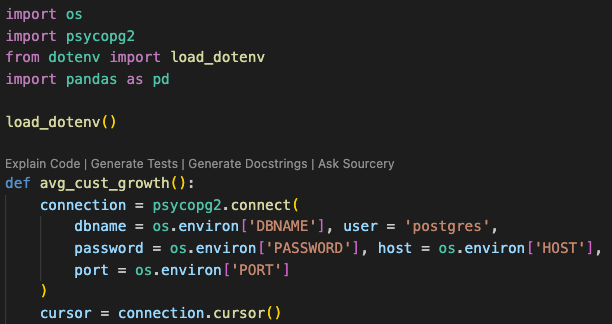 import os
import psycopg2
from dotenv import load_dotenv
import pandas as pd
load_dotenv()
Explain Code | Generate Tests | Generate Docstrings | Ask Sourcery
def avg_cust_growth():
    connection = psycopg2.connect(
        dbname = os.environ['DBNAME'], user = 'postgres',
        password = os.environ['PASSWORD'], host = os.environ['HOST'],
        port = os.environ['PORT']
    )
    cursor = connection.cursor()